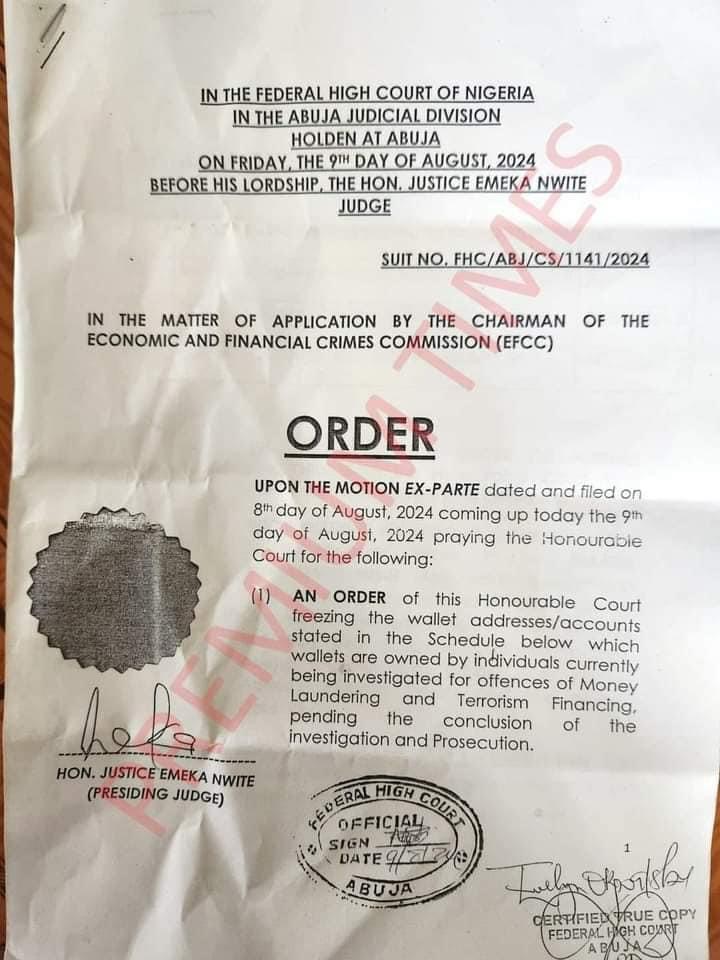 IN THE FEDERAL HIGH COURT OF NIGERIA
IN THE ABUJA JUDICIAL DIVISION
HOLDEN AT ABUJA
ON FRIDAY, THE 9TH DAY OF AUGUST, 2024
BEFORE HIS LORDSHIP, THE HON. JUSTICE EMEKA NWITE
JUDGE
SUIT NO. FHC/ABJ/CS/1141/2024
IN THE MATTER OF APPLICATION BY THE CHAIRMAN OF THE
ECONOMIC AND FINANCIAL CRIMES COMMISSION (EFCC)
ORDER
UPON THE MOTION EX-PARTE dated and filed on
8th day of August, 2024 coming up today the 9th
day of August, 2024 praying the Honourable
Court for the following:
(1) AN ORDER of this Honourable Court
freezing the wallet addresses/accounts
stated in the Schedule below which
wallets are owned by individuals currently
being investigated for offences of Money
Laundering and Terrorism Financing,
pending the conclusion of the
investigation and Prosecution.
HON. JUSTICE EMEKA NWITE
(PRESIDING JUDGE)
FEDERAL HIGH COURT
OFFICIAL
SIGN
DATE
ABUJA
1
CERTIFIED TRUE COPY
FEDERAL HIGH COURT
ABUJA
PREMIUM TIMES